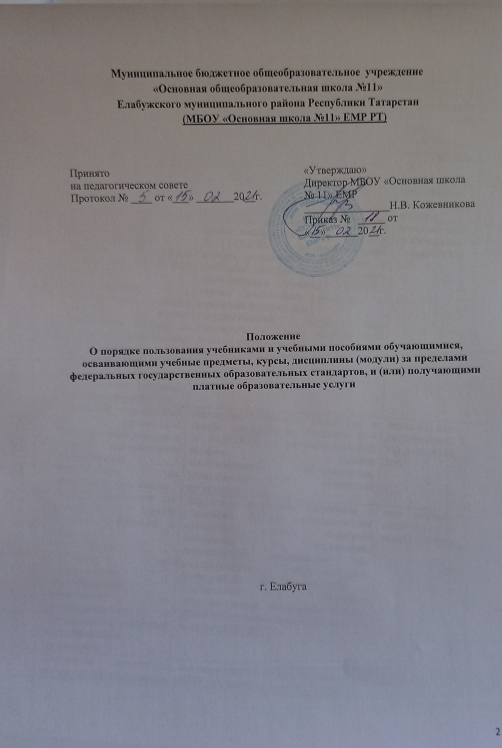 Муниципальное бюджетное общеобразовательное учреждение
«Основная общеобразовательная школа №11»
Елабужского муниципального района Республики Татарстан
(МБОУ «Основная школа №11» ЕМР РТ)
Принято
на педагогическом совете
Протокол № 5 от «15» 02 2021г.
«Утверждаю»
Директор МБОУ «Основная школа
№ 11» ЕМР
Н.В. Кожевникова
Приказ № 18 от
«15» 02 2021г.
Положение
О порядке пользования учебниками и учебными пособиями обучающимися,
осваивающими учебные предметы, курсы, дисциплины (модули) за пределами
федеральных государственных образовательных стандартов, и (или) получающими
платные образовательные услуги
г. Елабуга
2